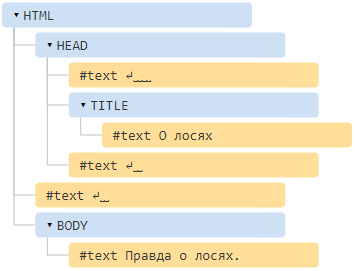 ▾ HTML
▾ HEAD
#text ↵␣␣␣␣
▾ TITLE
#text О лосях
#text ↵␣␣
#text ↵␣␣
▾ BODY
#text Правда о лосях.